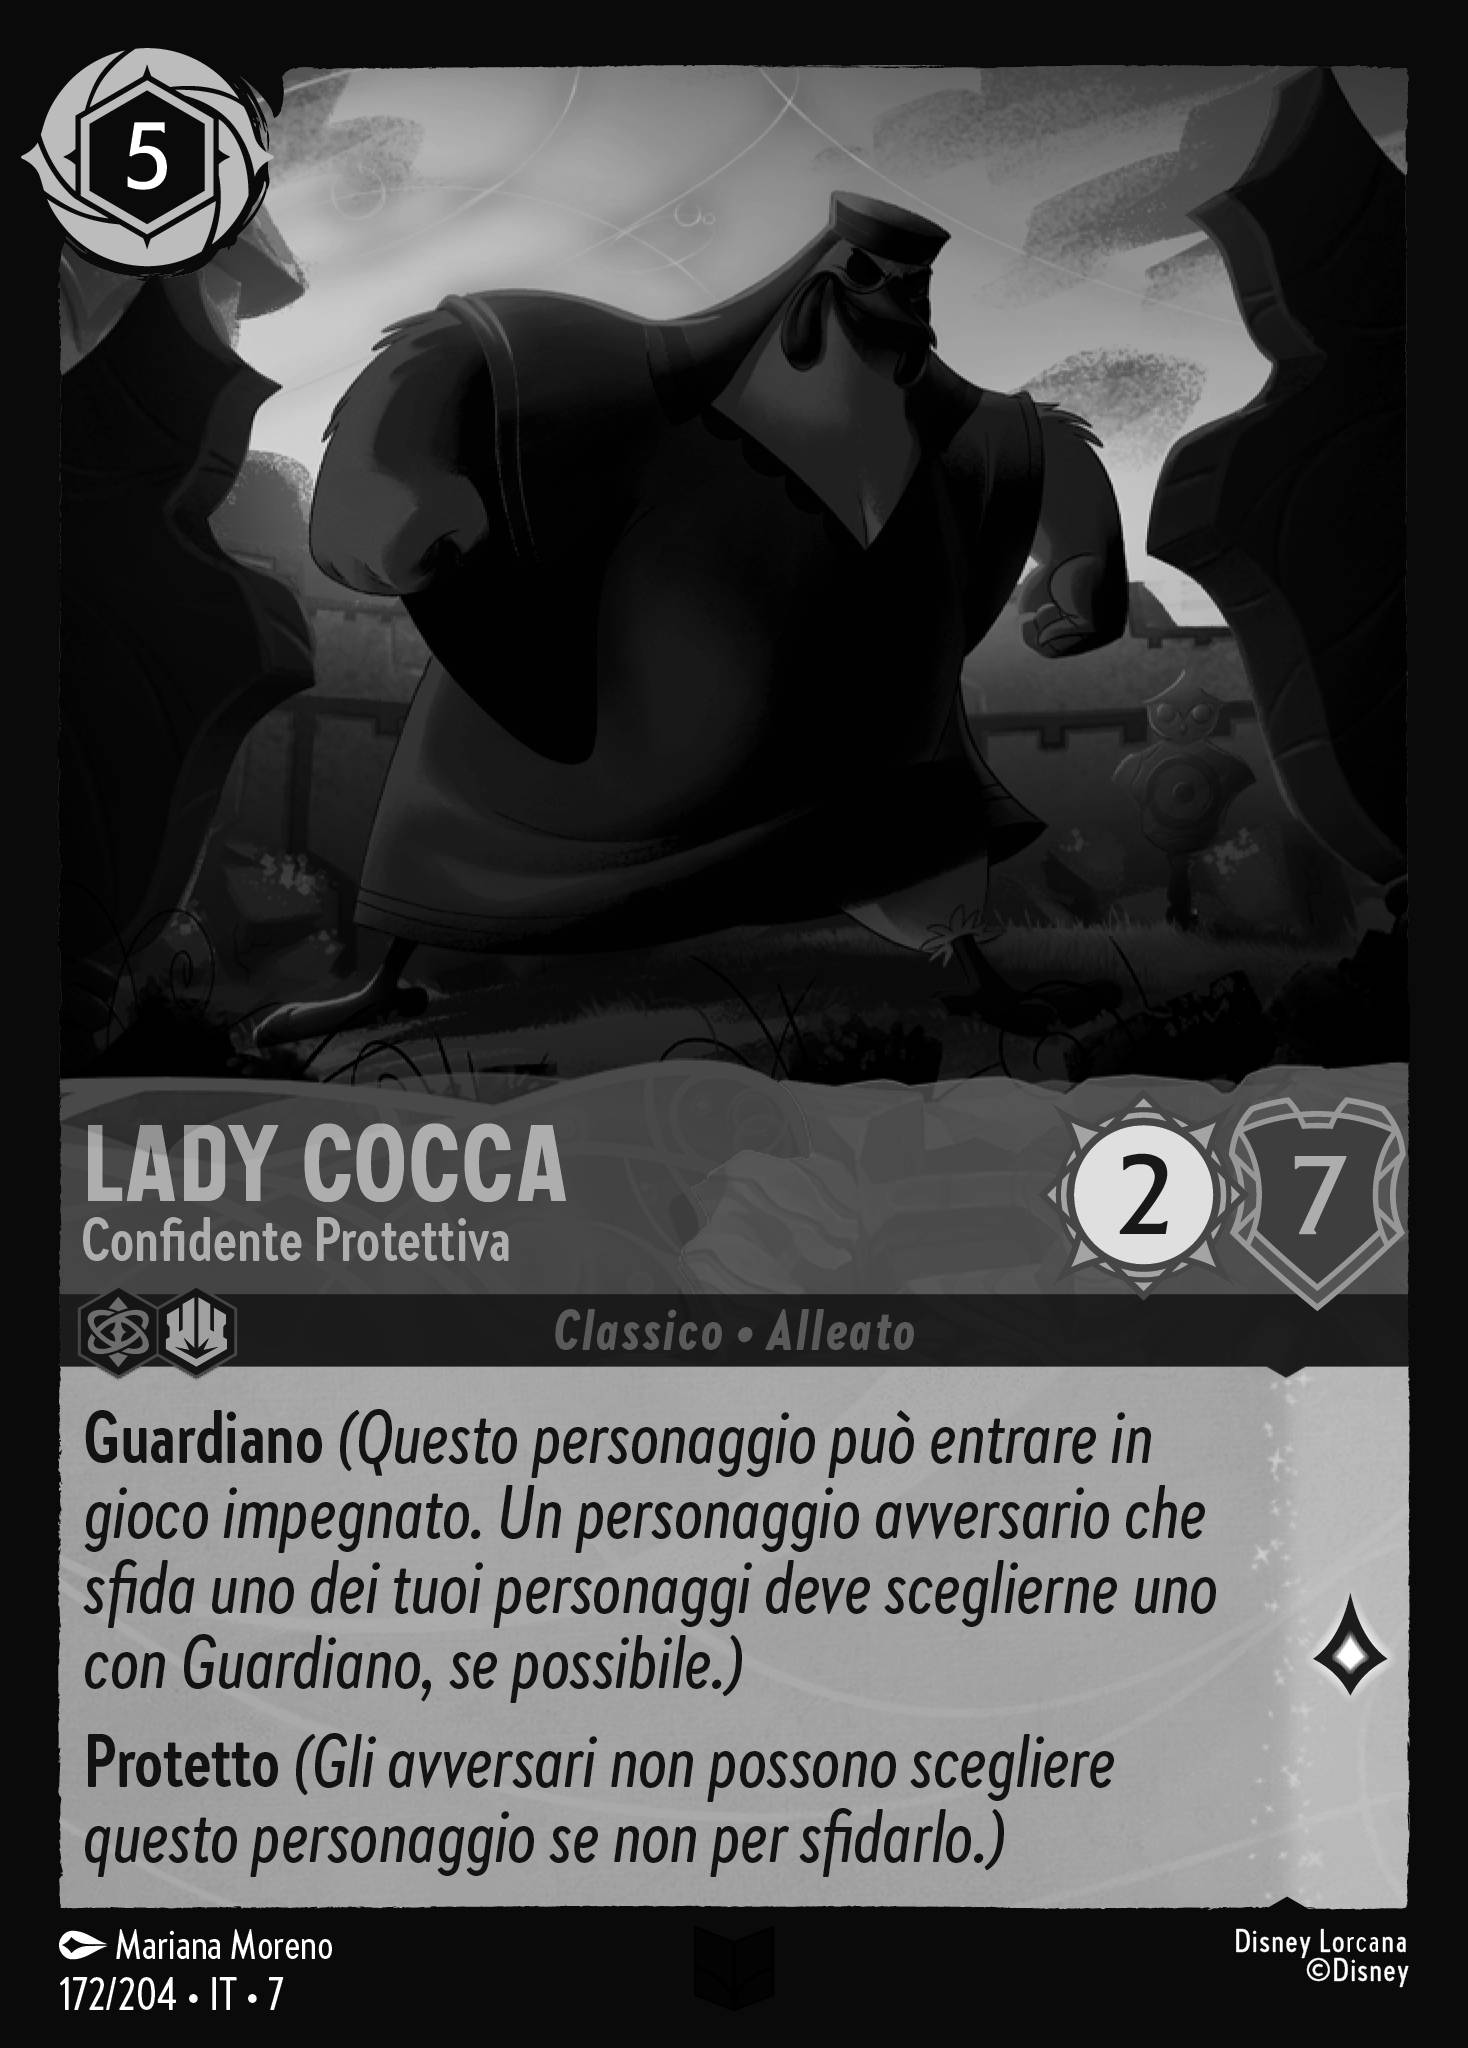 5
LADY COCCA
Confidente Protettiva
2
7
Classico • Alleato
Guardiano (Questo personaggio può entrare in
gioco impegnato. Un personaggio avversario che
sfida uno dei tuoi personaggi deve sceglierne uno
con Guardiano, se possibile.)
Protetto (Gli avversari non possono scegliere
questo personaggio se non per sfidarlo.)
Mariana Moreno
172/204 • IT • 7
Disney Lorcana
©Disney